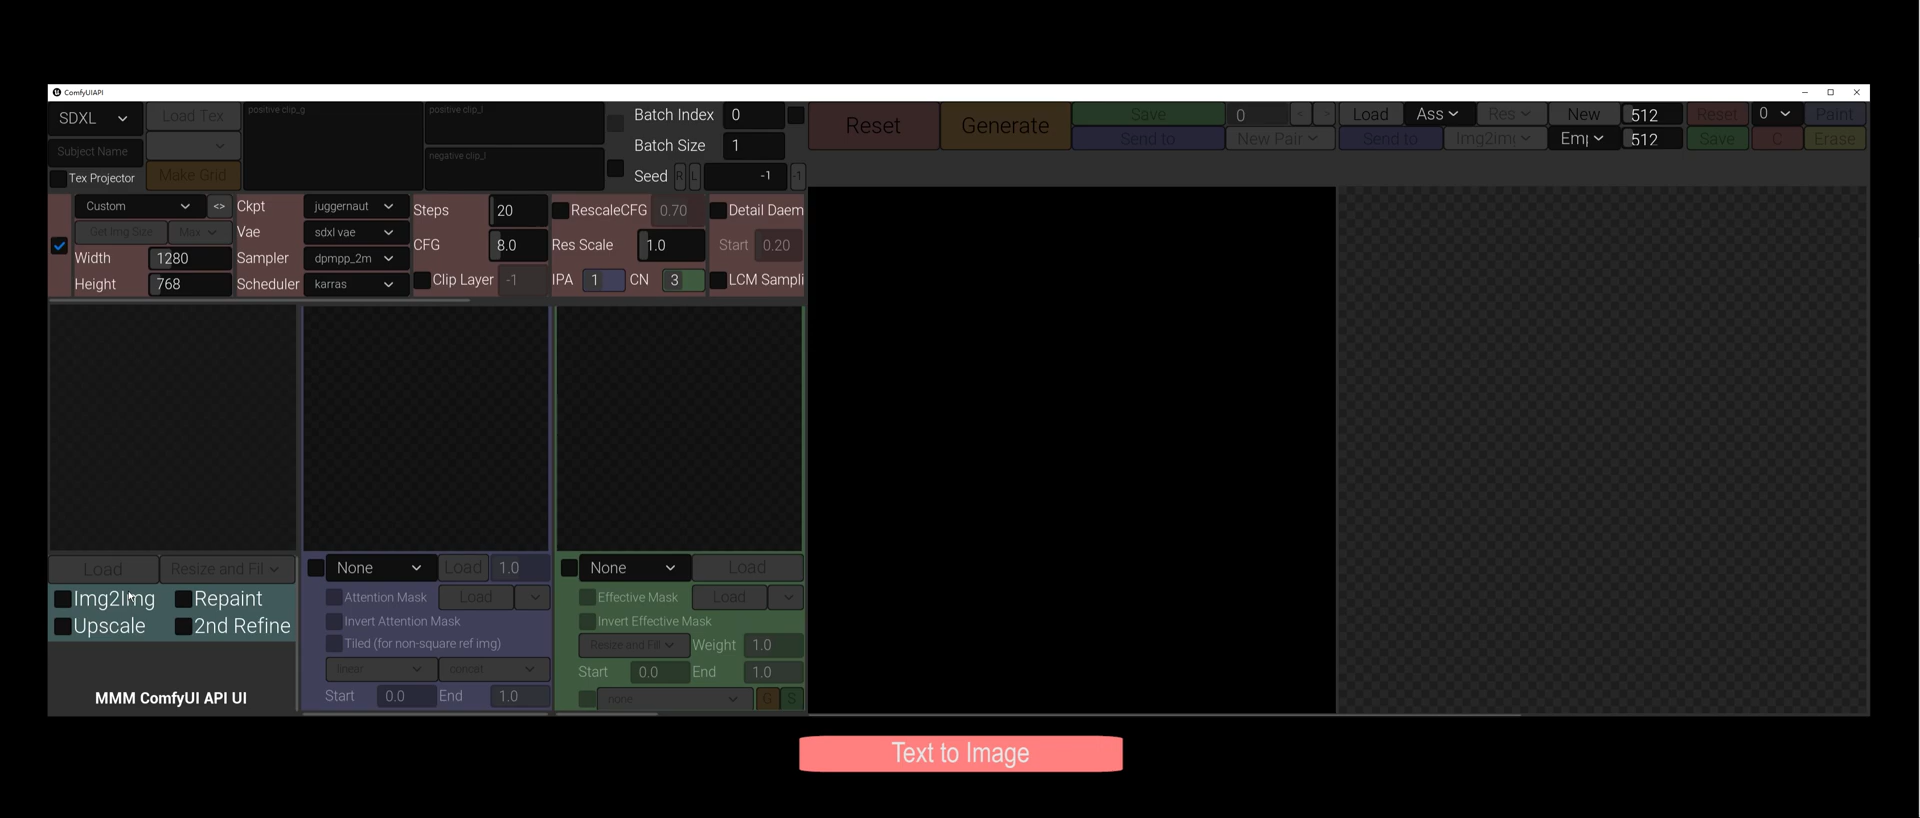 ComfyUIAPI
SDXL
Load Tex
positive clip_g
positive clip_l
negative clip_l
Subject Name
Tex Projector
Make Grid
Batch Index 0
Batch Size 1
Seed R L -1 -1
Reset
Generate
Save 0 < >
Send to New Pair
Load Ass Res New 512 Reset 0 Paint
Send to Img2Img Emp 512 Save C Erase
Custom <>
Get Img Size Max
Width 1280
Height 768
Ckpt juggernaut
Vae sdxl vae
Sampler dpmpp_2m
Scheduler karras
Steps 20
CFG 8.0
Clip Layer -1
RescaleCFG 0.70
Res Scale 1.0
IPA 1 CN 3
Detail Daem
Start 0.20
LCM Sampli
Load Resize and Fil
Img2Img Repaint
Upscale 2nd Refine
MMM ComfyUI API UI
None Load 1.0
Attention Mask Load
Invert Attention Mask
Tiled (for non-square ref img)
linear concat
Start 0.0 End 1.0
None Load
Effective Mask Load
Invert Effective Mask
Resize and Fill Weight 1.0
Start 0.0 End 1.0
none G S
Text to Image